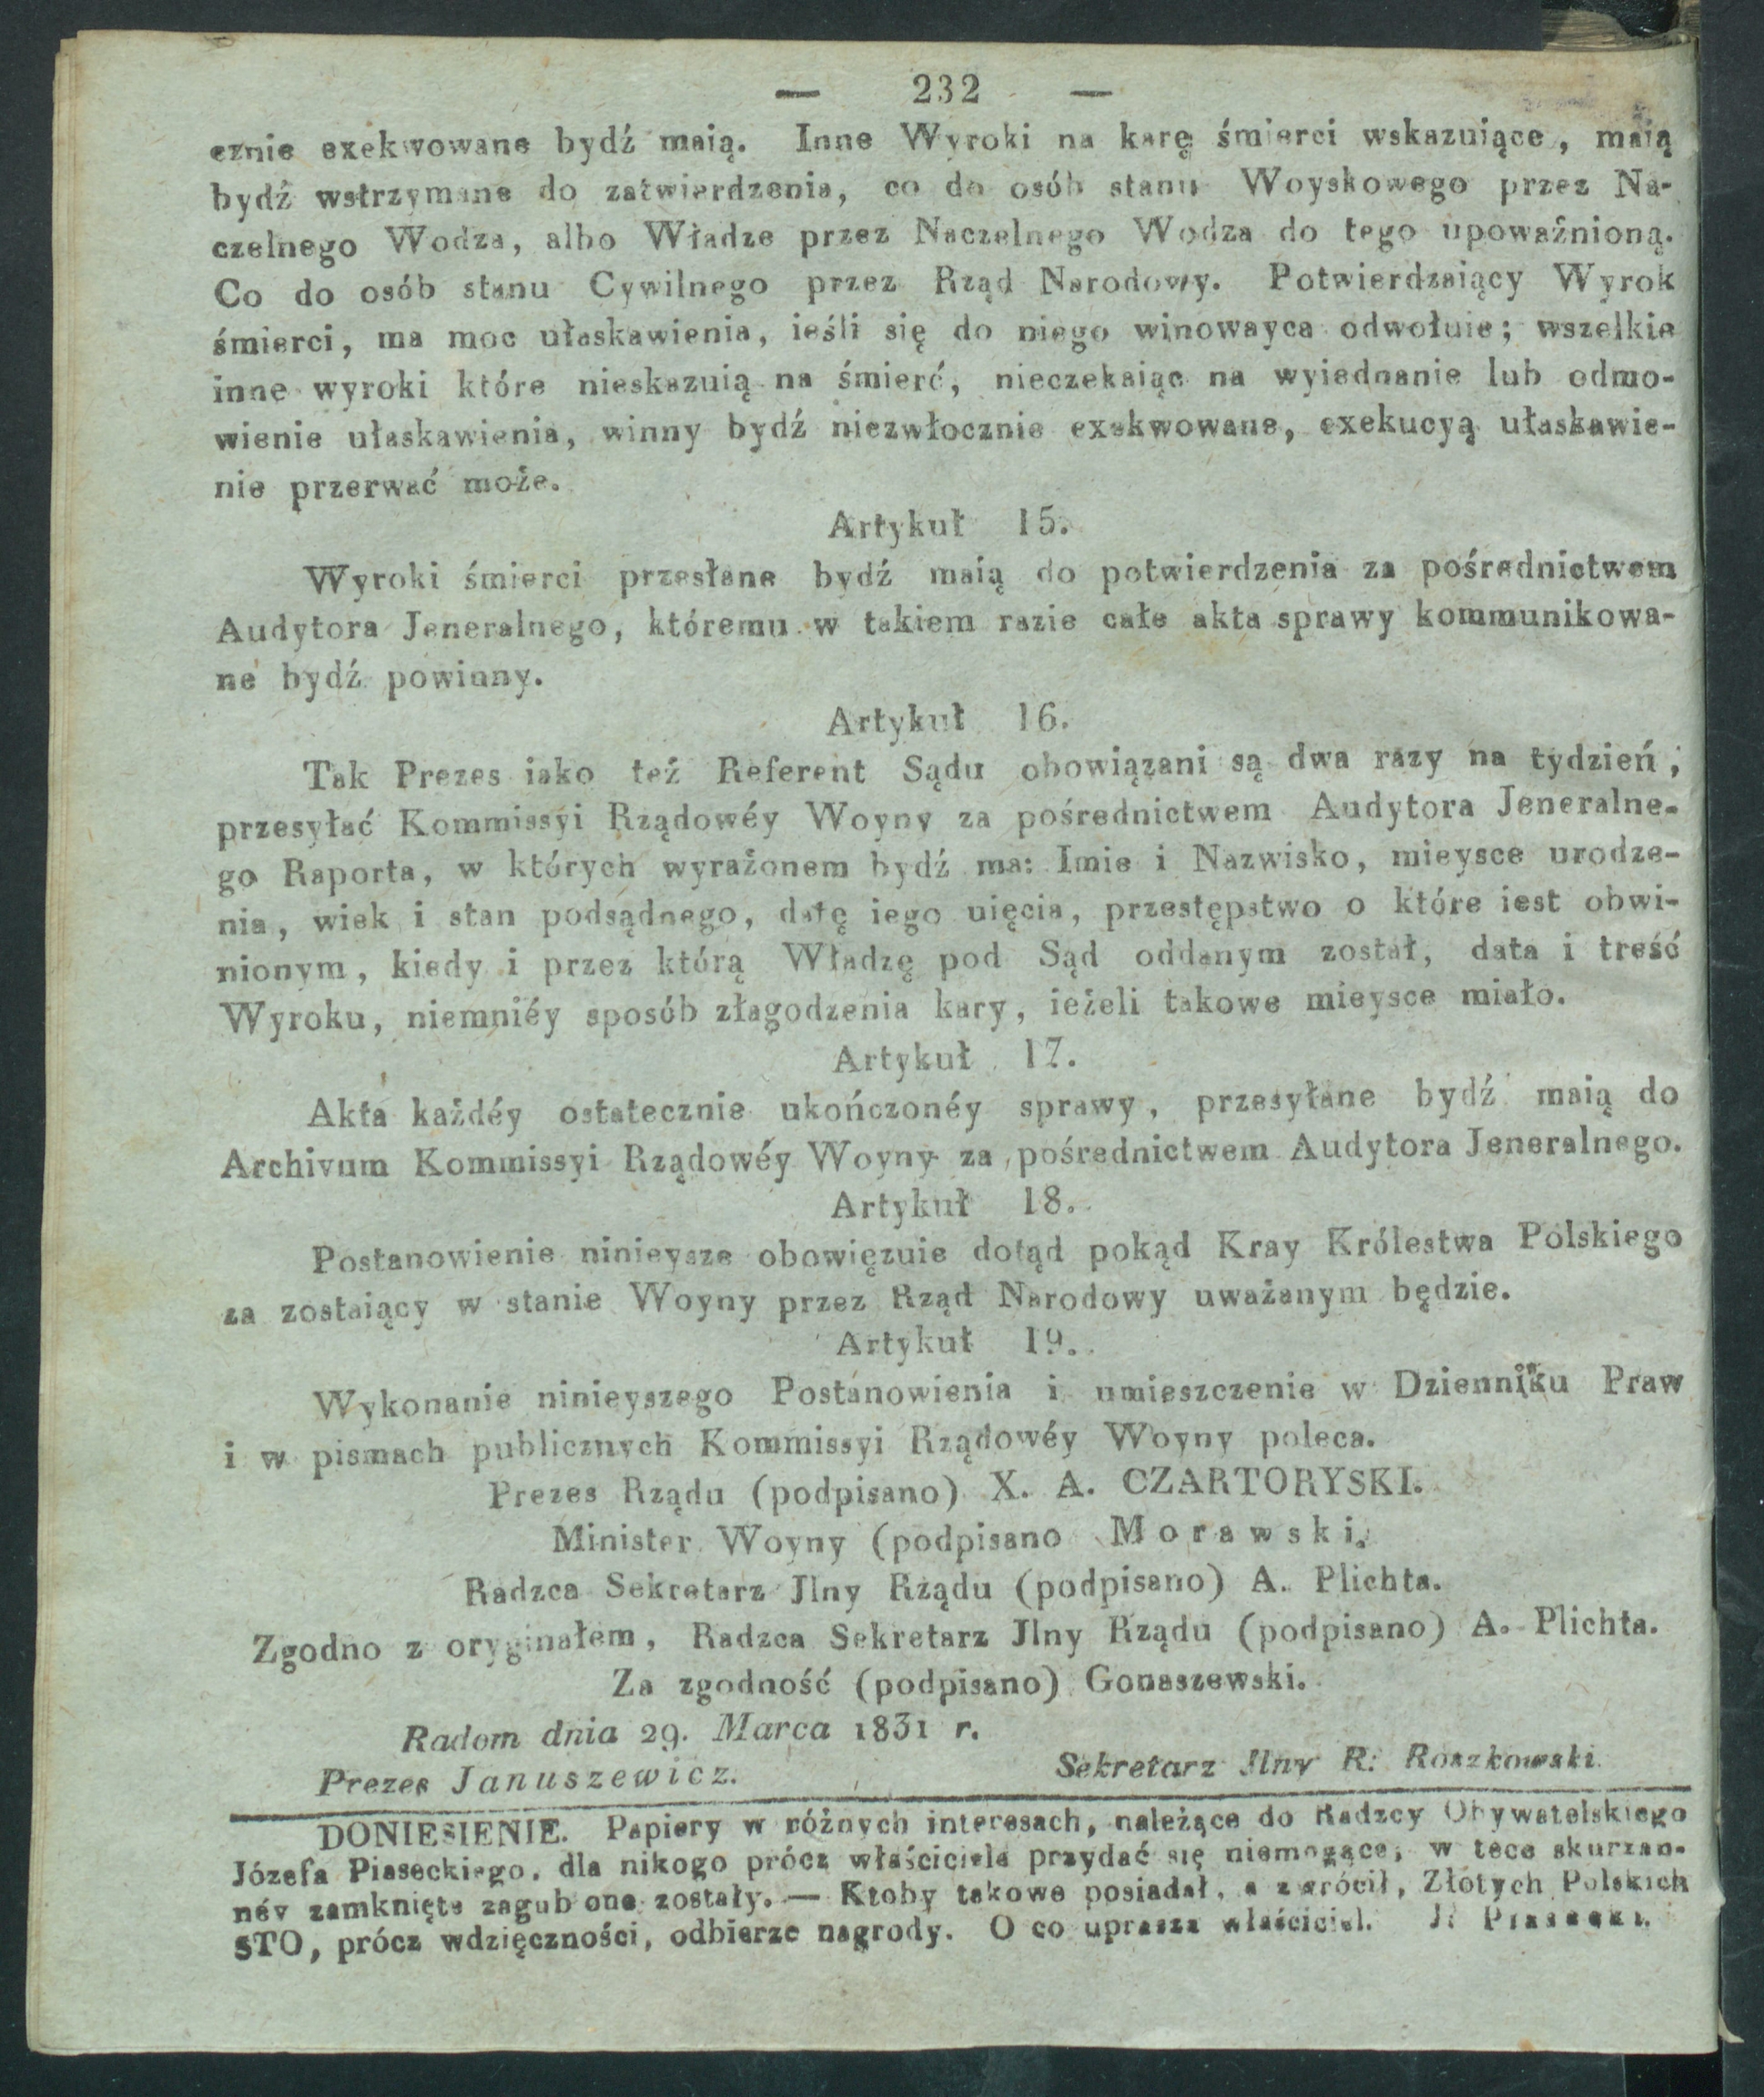 — 232 —
cznie exekwowane bydź maią. Inne Wyroki na karę śmierci wskazuiące, maią
bydź wstrzymane do zatwierdzenia, co do osób stanu Woyskowego przez Na-
czelnego Wodza, albo Władze przez Naczelnego Wodza do tego upoważnioną.
Co do osób stanu Cywilnego przez Rząd Narodowy. Potwierdzaiący Wyrok
śmierci, ma moc ułaskawienia, ieśli się do niego winowayca odwołuie; wszelkie
inne wyroki które nieskazuią na śmierć, nieczekaiąc na wyiednanie lub odmo-
wienie ułaskawienia, winny bydź niezwłocznie exekwowane, exekucyą ułaskawie-
nie przerwać może.
Artykuł 15.
Wyroki śmierci przesłane bydź maią do potwierdzenia za pośrednictwem
Audytora Jeneralnego, któremu w takiem razie całe akta sprawy kommunikowa-
ne bydź powinny.
Artykuł 16.
Tak Prezes iako też Referent Sądu obowiązani są dwa razy na tydzień,
przesyłać Kommissyi Rządowéy Woyny za pośrednictwem Audytora Jeneralne-
go Raporta, w których wyrażonem bydź ma: Imie i Nazwisko, mieysce urodze-
nia, wiek i stan podsądnego, datę iego uięcia, przestępstwo o które iest obwi-
nionym, kiedy i przez którą Władzę pod Sąd oddanym został, data i treść
Wyroku, niemniéy sposób złagodzenia kary, ieżeli takowe mieysce miało.
Artykuł 17.
Akta każdéy ostatecznie ukończonéy sprawy, przesyłane bydź maią do
Archivum Kommissyi Rządowéy Woyny za pośrednictwem Audytora Jeneralnego.
Artykuł 18.
Postanowienie ninieysze obowięzuie dotąd pokąd Kray Królestwa Polskiego
za zostaiący w stanie Woyny przez Rząd Narodowy uważanym będzie.
Artykuł 19.
Wykonanie ninieyszego Postanowienia i umieszczenie w Dzienniku Praw
i w pismach publicznych Kommissyi Rządowéy Woyny poleca.
Prezes Rządu (podpisano) X. A. CZARTORYSKI.
Minister Woyny (podpisano Morawski.
Radzca Sekretarz Jlny Rządu (podpisano) A. Plichta.
Zgodno z oryginałem, Radzca Sekretarz Jlny Rządu (podpisano) A. Plichta.
Za zgodność (podpisano) Gonaszewski.
Radom dnia 29. Marca 1831 r.
Prezes Januszewicz. Sekretarz Jlny R: Roszkowski
DONIESIENIE. Papiery w różnych interesach, należące do Radzcy Obywatelskiego
Józefa Piaseckiego, dla nikogo prócz właściciela przydać się niemogące, w tece skurzan-
néy zamknięte zagubione zostały. — Ktoby takowe posiadał, a zwrócił, Złotych Polskich
STO, prócz wdzięczności, odbierze nagrody. O co uprasza właściciel. J. Piasecki.